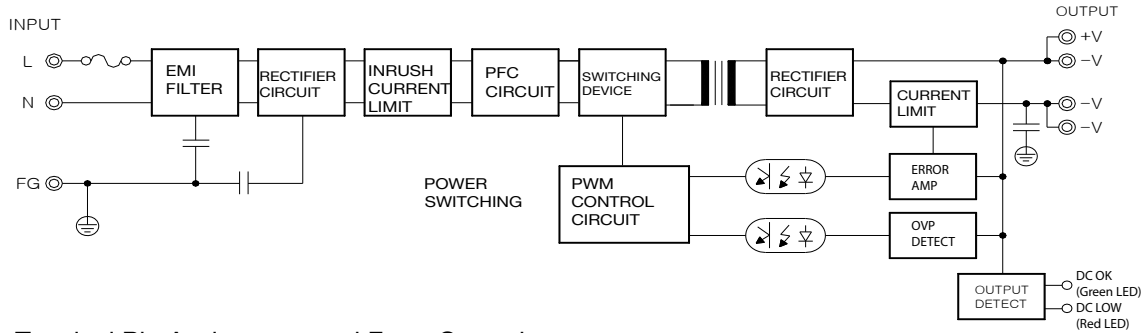 INPUT
OUTPUT
L
N
FG
EMI
FILTER
RECTIFIER
CIRCUIT
INRUSH
CURRENT
LIMIT
PFC
CIRCUIT
SWITCHING
DEVICE
RECTIFIER
CIRCUIT
CURRENT
LIMIT
+V
−V
−V
−V
POWER
SWITCHING
PWM
CONTROL
CIRCUIT
ERROR
AMP
OVP
DETECT
OUTPUT
DETECT
DC OK
(Green LED)
DC LOW
(Red LED)